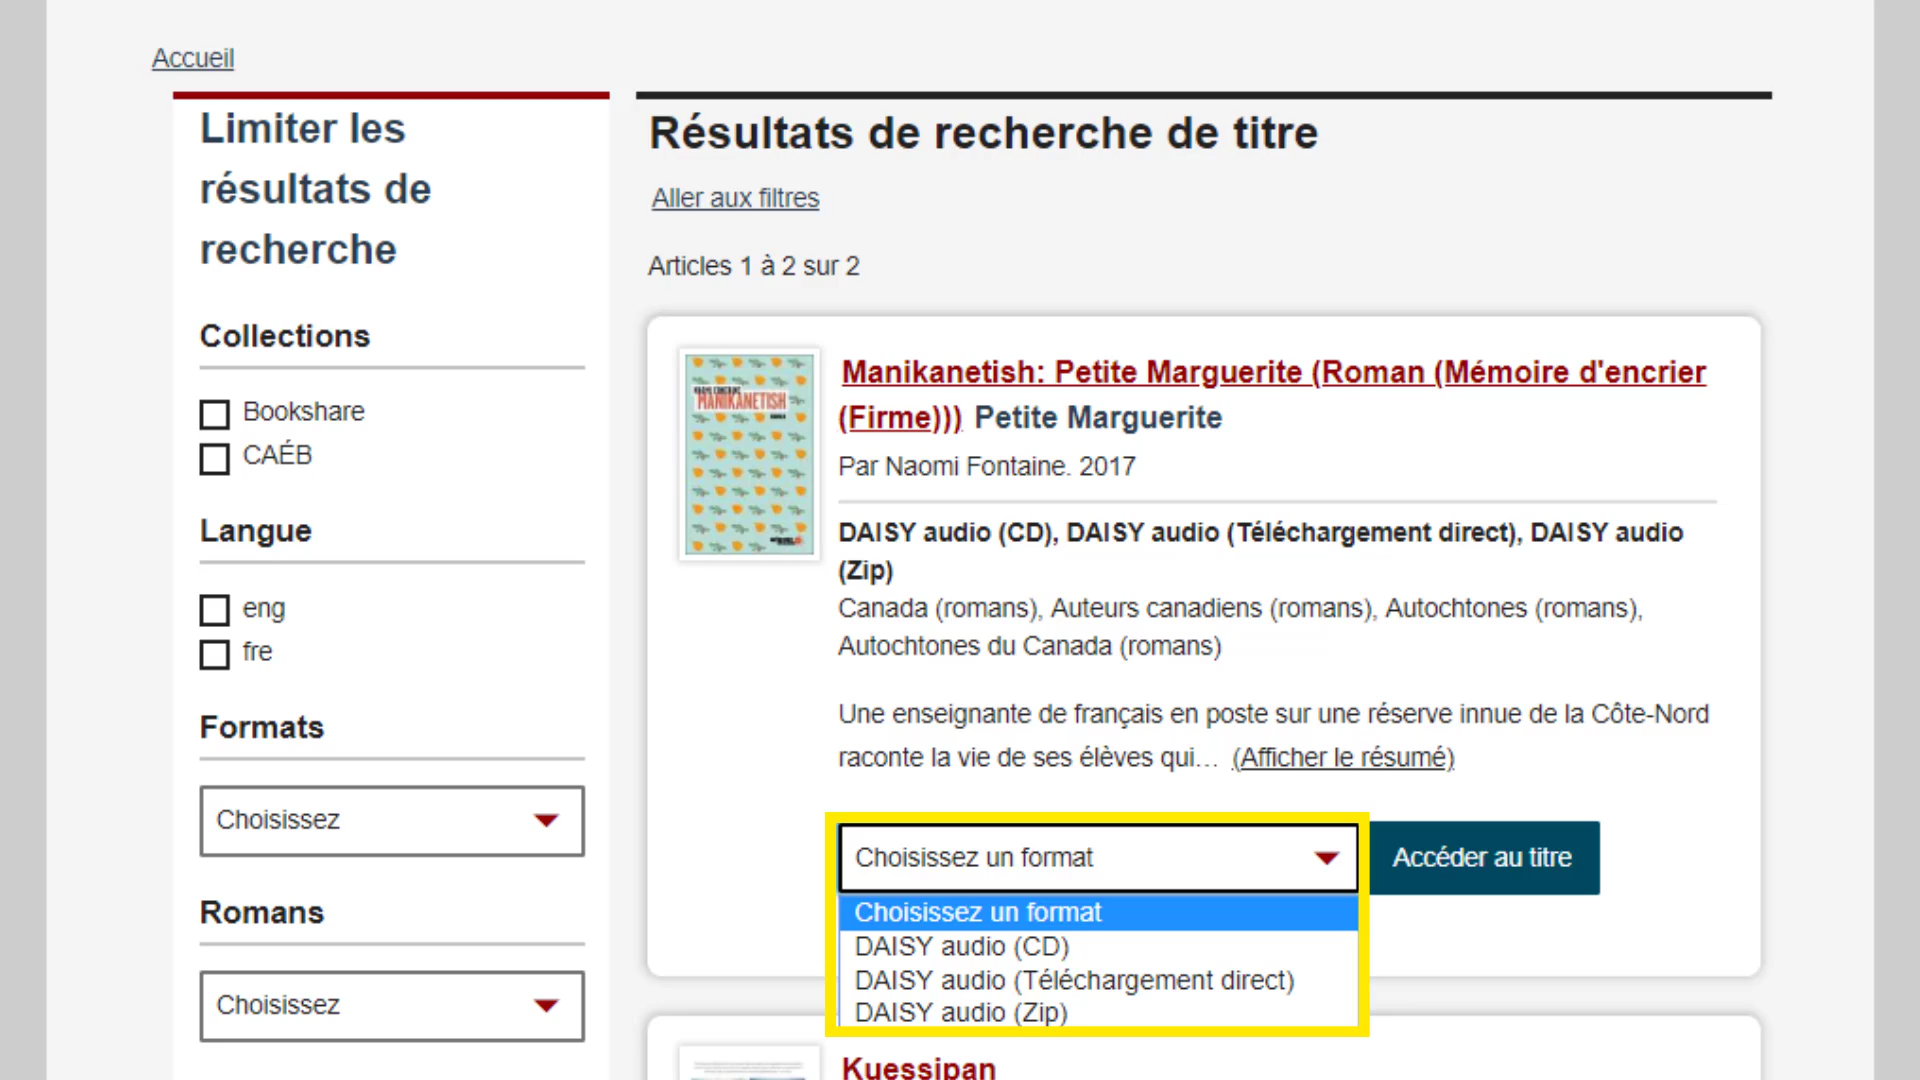 Accueil
Limiter les
résultats de
recherche
Collections
Bookshare
CAÉB
Langue
eng
fre
Formats
Choisissez
Romans
Choisissez
Résultats de recherche de titre
Aller aux filtres
Articles 1 à 2 sur 2
MANIKANETISH
Manikanetish: Petite Marguerite (Roman (Mémoire d'encrier
(Firme))) Petite Marguerite
Par Naomi Fontaine. 2017
DAISY audio (CD), DAISY audio (Téléchargement direct), DAISY audio
(Zip)
Canada (romans), Auteurs canadiens (romans), Autochtones (romans),
Autochtones du Canada (romans)
Une enseignante de français en poste sur une réserve innue de la Côte-Nord
raconte la vie de ses élèves qui… (Afficher le résumé)
Choisissez un format
Accéder au titre
Choisissez un format
DAISY audio (CD)
DAISY audio (Téléchargement direct)
DAISY audio (Zip)
Kuessipan